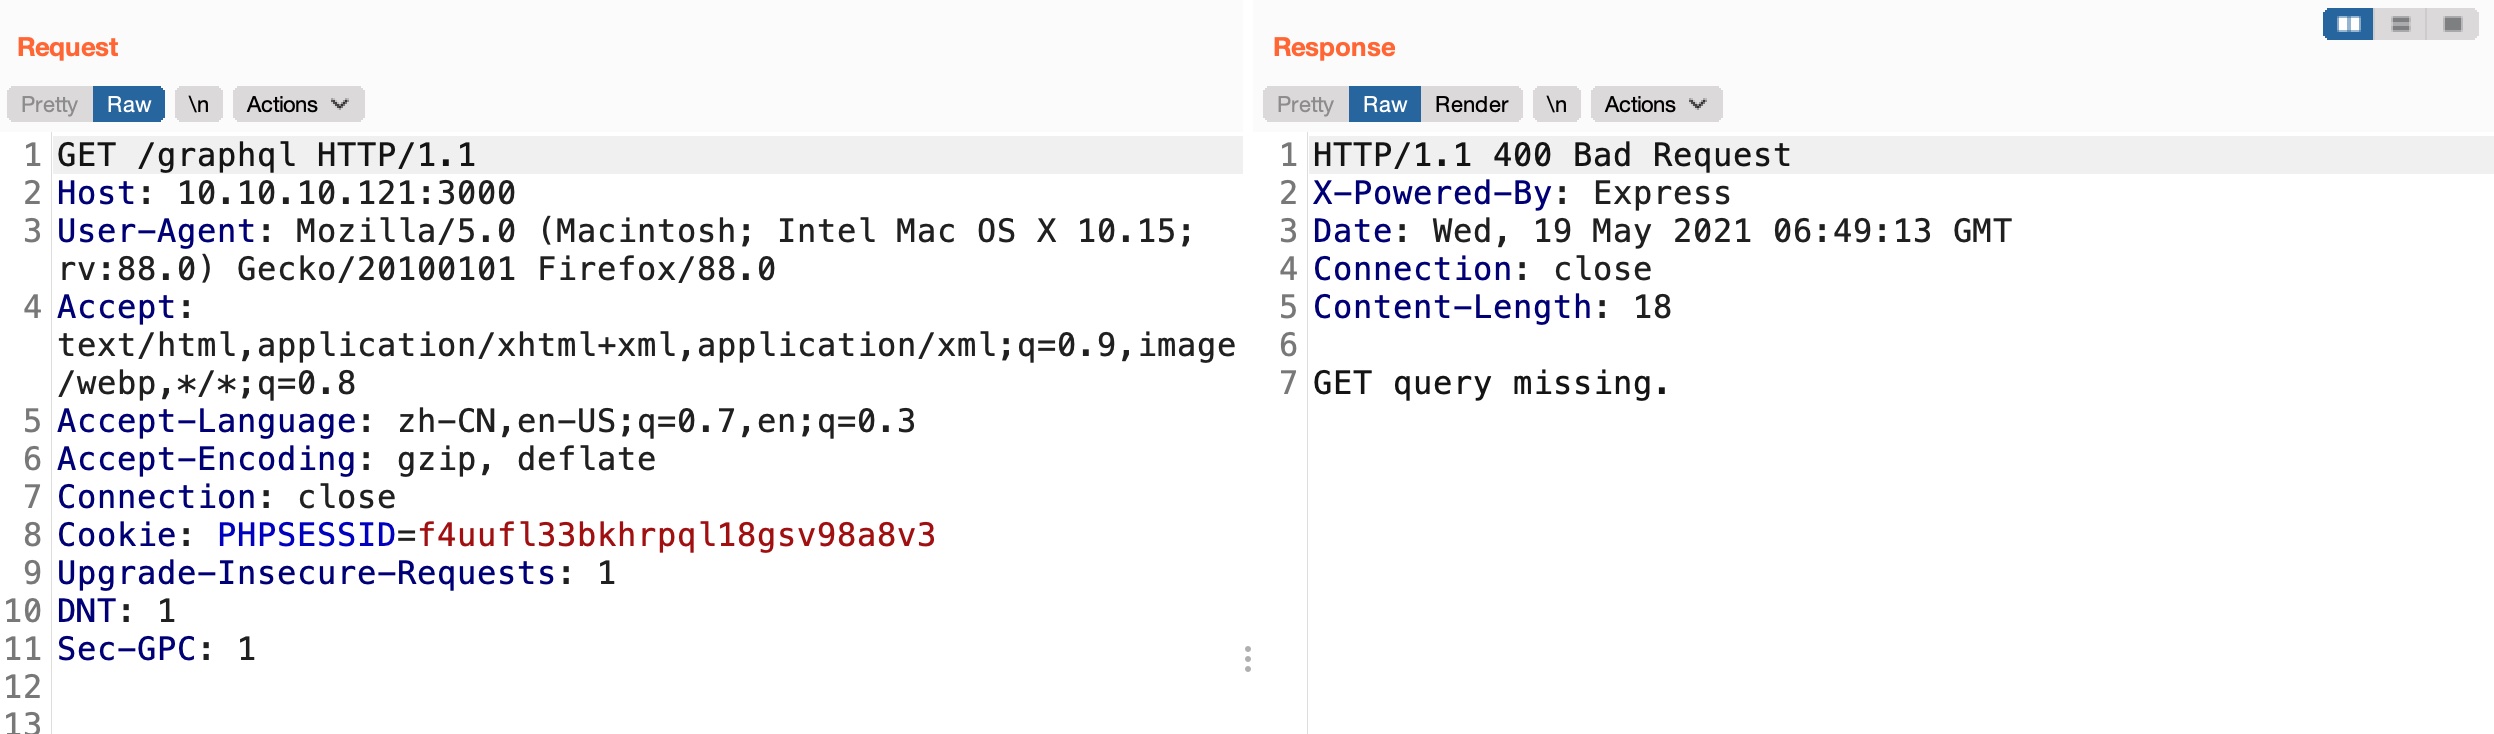 Request
Pretty Raw \n Actions
1 GET /graphql HTTP/1.1
2 Host: 10.10.10.121:3000
3 User-Agent: Mozilla/5.0 (Macintosh; Intel Mac OS X 10.15;
rv:88.0) Gecko/20100101 Firefox/88.0
4 Accept:
text/html,application/xhtml+xml,application/xml;q=0.9,image
/webp,*/*;q=0.8
5 Accept-Language: zh-CN,en-US;q=0.7,en;q=0.3
6 Accept-Encoding: gzip, deflate
7 Connection: close
8 Cookie: PHPSESSID=f4uufl33bkhrpql18gsv98a8v3
9 Upgrade-Insecure-Requests: 1
10 DNT: 1
11 Sec-GPC: 1
12
13
Response
Pretty Raw Render \n Actions
1 HTTP/1.1 400 Bad Request
2 X-Powered-By: Express
3 Date: Wed, 19 May 2021 06:49:13 GMT
4 Connection: close
5 Content-Length: 18
6
7 GET query missing.